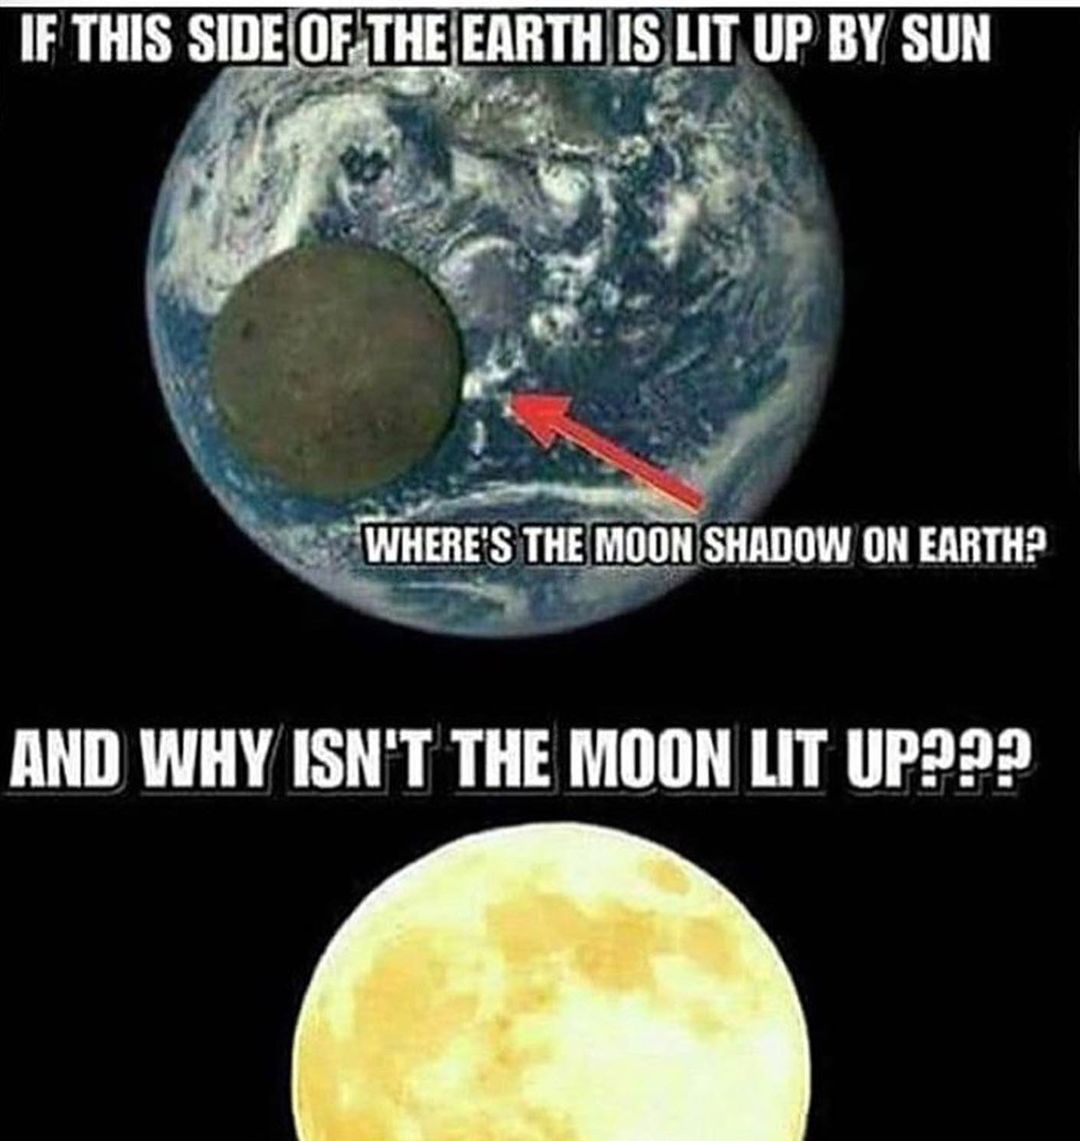 IF THIS SIDE OF THE EARTH IS LIT UP BY SUN
WHERE'S THE MOON SHADOW ON EARTH?
AND WHY ISN'T THE MOON LIT UP???